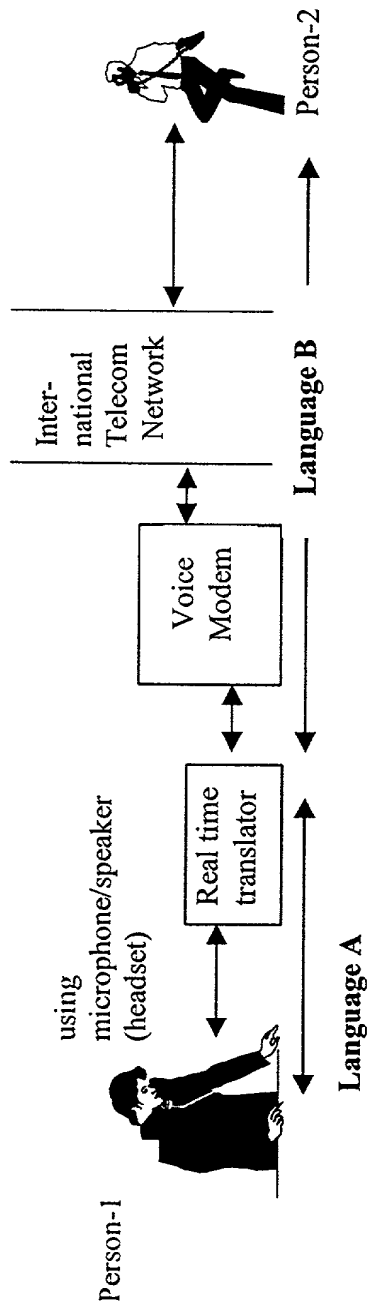 Person-1
using
microphone/speaker
(headset)
Real time
translator
Voice
Modem
Inter-
national
Telecom
Network
Person-2
Language A
Language B